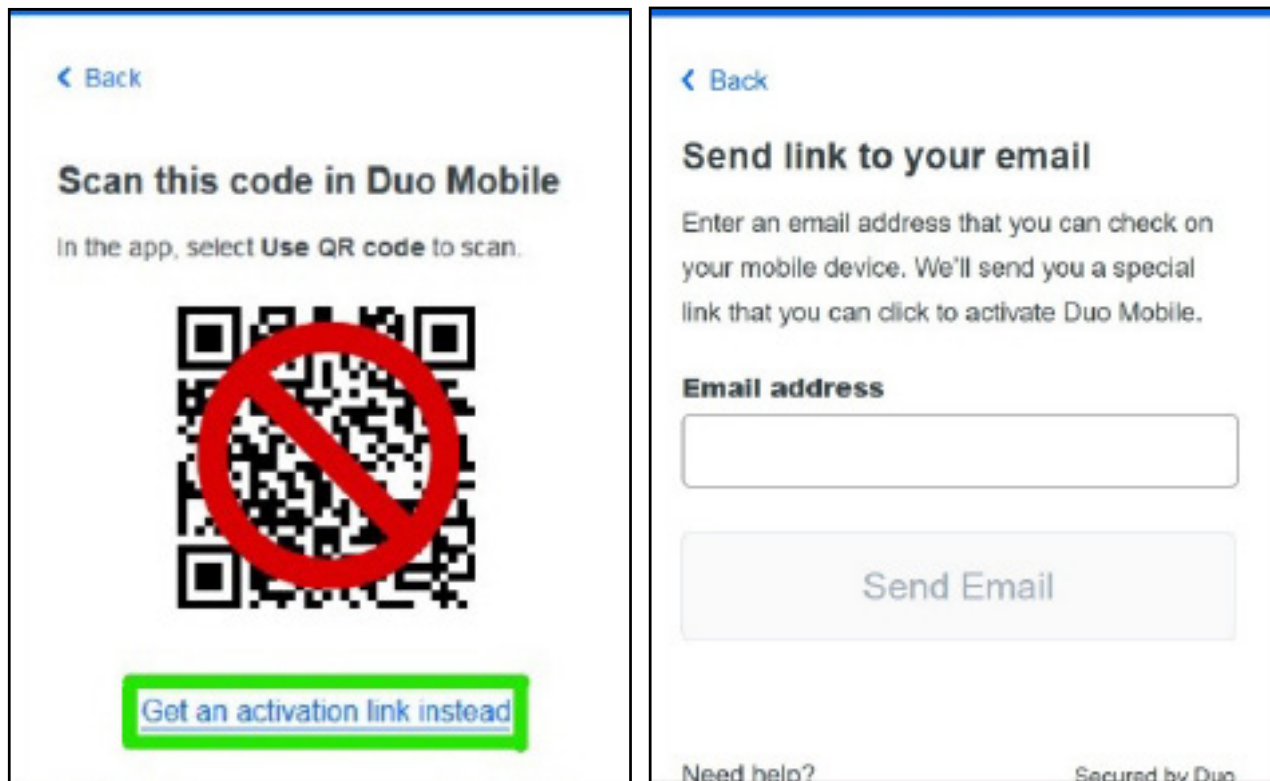 Back
Scan this code in Duo Mobile
In the app, select Use QR code to scan.
Get an activation link instead
Back
Send link to your email
Enter an email address that you can check on
your mobile device. We'll send you a special
link that you can click to activate Duo Mobile.
Email address
Send Email
Need help?
Secured by Duo